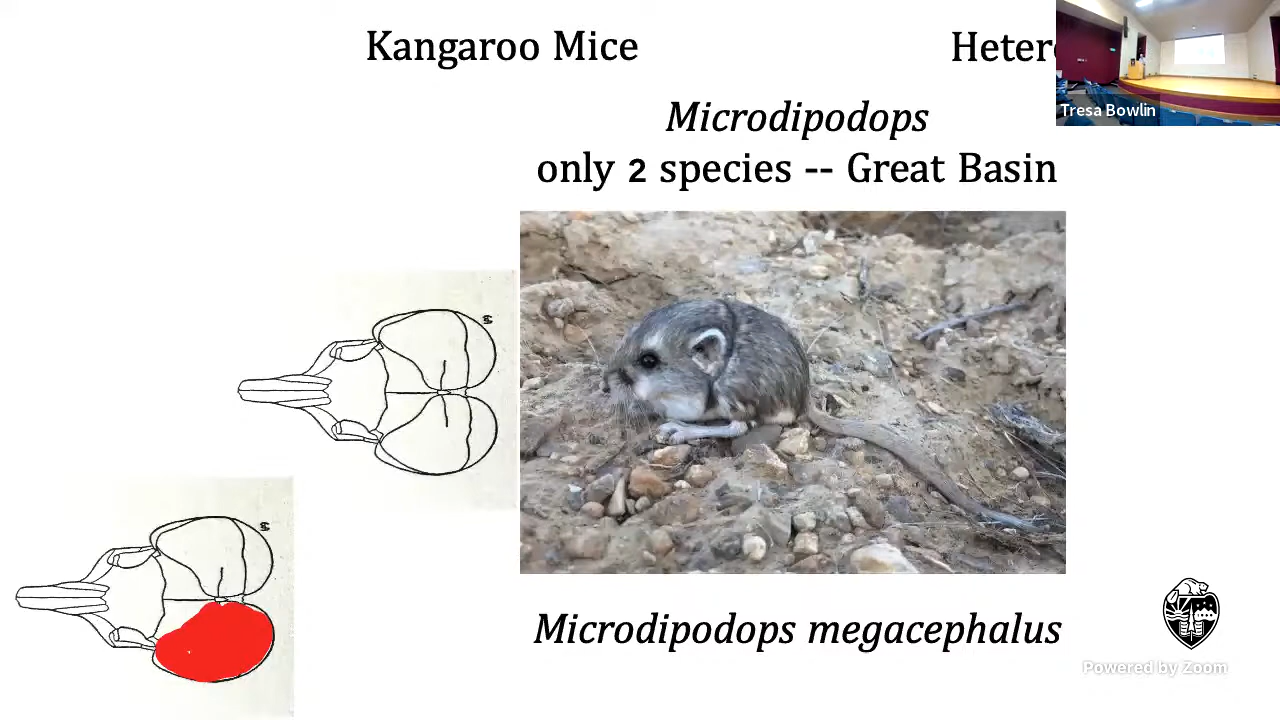 Kangaroo Mice
Heter
Tresa Bowlin
Microdipodops
only 2 species -- Great Basin
Microdipodops megacephalus
Powered by Zoom